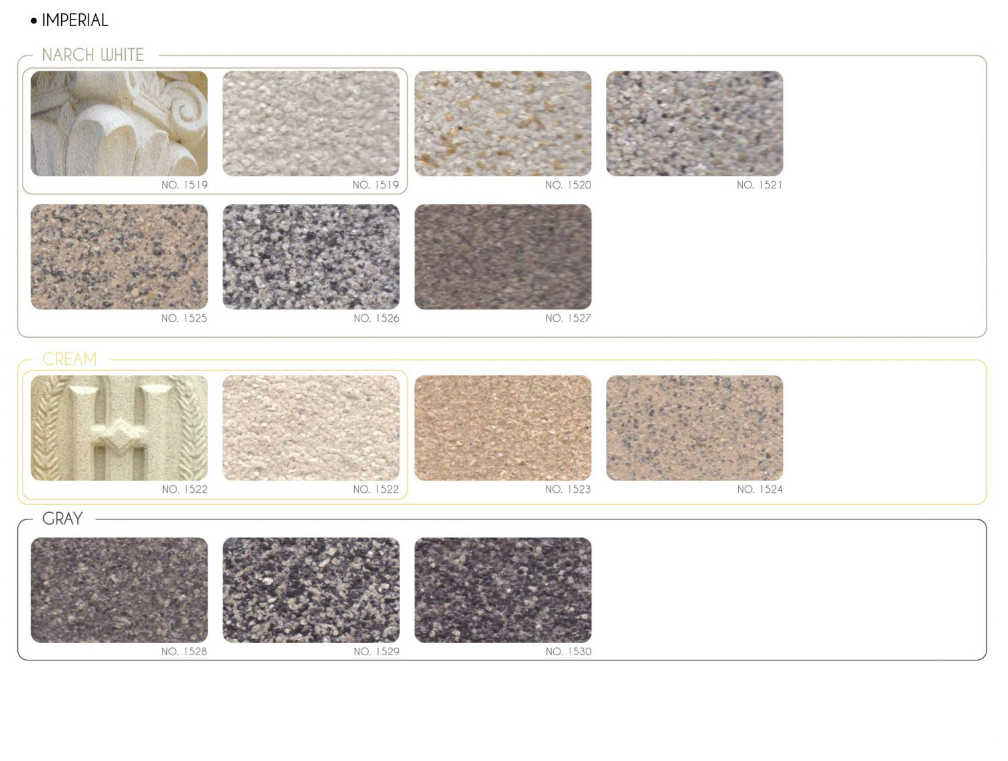 • IMPERIAL
NARCH WHITE
NO. 1519
NO. 1519
NO. 1520
NO. 1521
NO. 1525
NO. 1526
NO. 1527
CREAM
NO. 1522
NO. 1522
NO. 1523
NO. 1524
GRAY
NO. 1528
NO. 1529
NO. 1530